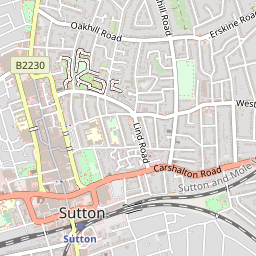 Oakhill Road
Erskine Road
hill Road
B2230
West
Lind Road
Carshalton Road
Sutton and Mole
Sutton
Sutton